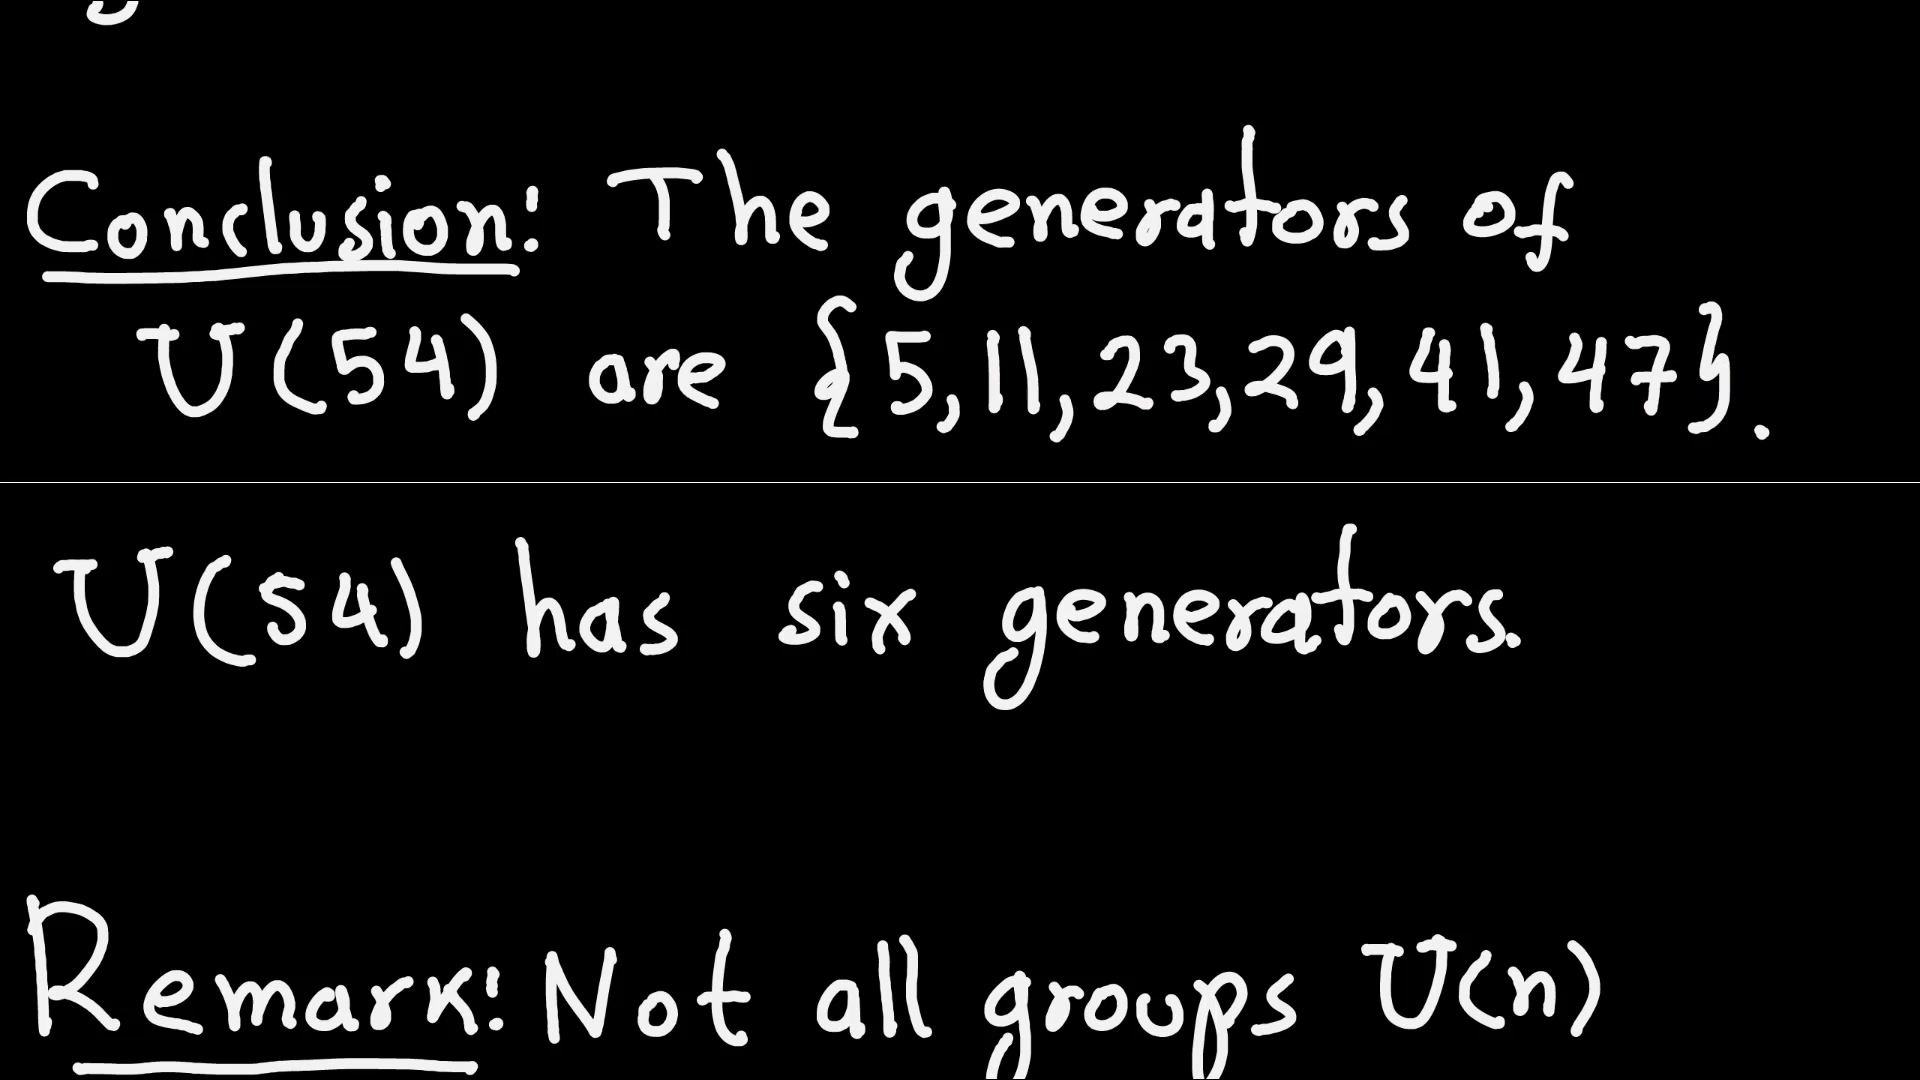 Conclusion: The generators of
U(54) are {5,11,23,29,41,47}.
U(54) has six generators.
Remark: Not all groups U(n)